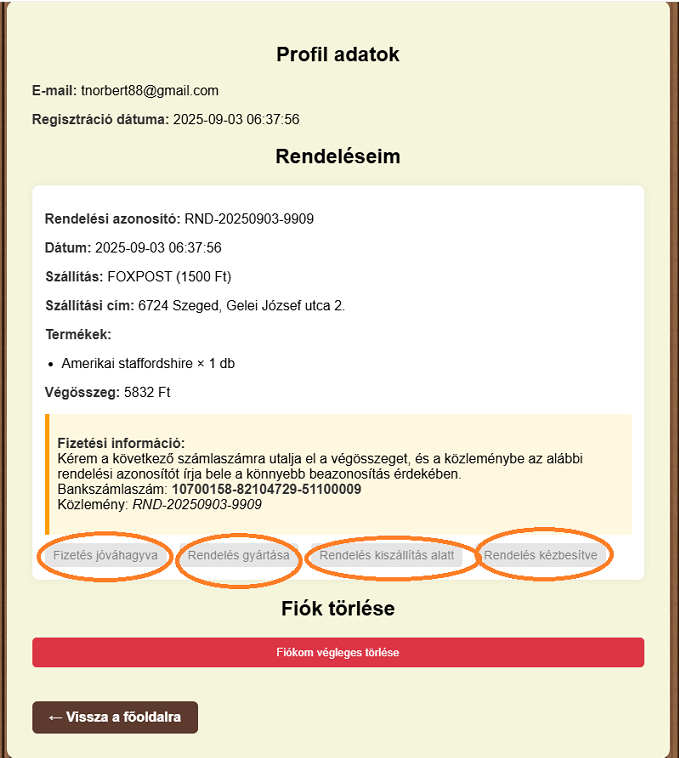 Profil adatok
E-mail: tnorbert88@gmail.com
Regisztráció dátuma: 2025-09-03 06:37:56
Rendeléseim
Rendelési azonosító: RND-20250903-9909
Dátum: 2025-09-03 06:37:56
Szállítás: FOXPOST (1500 Ft)
Szállítási cím: 6724 Szeged, Gelei József utca 2.
Termékek:
• Amerikai staffordshire × 1 db
Végösszeg: 5832 Ft
Fizetési információ:
Kérem a következő számlaszámra utalja el a végösszeget, és a közleménybe az alábbi
rendelési azonosítót írja bele a könnyebb beazonosítás érdekében.
Bankszámlaszám: 10700158-82104729-51100009
Közlemény: RND-20250903-9909
Fizetés jóváhagyva Rendelés gyártása Rendelés kiszállítás alatt Rendelés kézbesítve
Fiók törlése
Fiókom végleges törlése
← Vissza a főoldalra